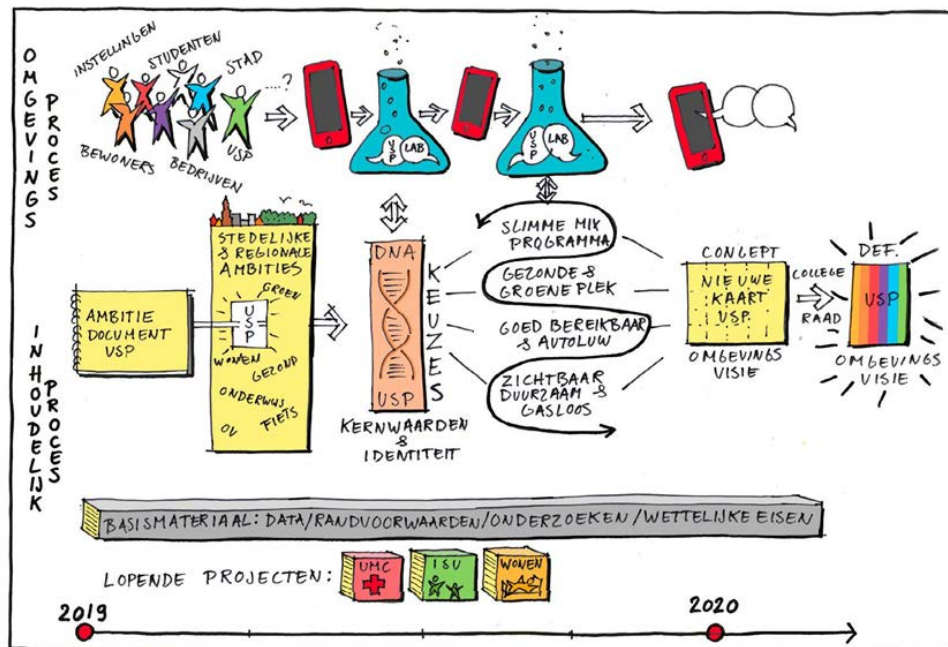 OMGEVINGS
PROCES
INSTELLINGEN
STUDENTEN
STAD
BEWONERS
BEDRIJVEN
USP
?
USP LAB
USP LAB
INHOUDELIJK
PROCES
AMBITIE
DOCUMENT
USP
STEDELIJKE
& REGIONALE
AMBITIES
GROEN
USP
WONEN
GEZOND
ONDERWIJS
OV
FIETS
DNA
USP
KEUZES
KERNWAARDEN
&
IDENTITEIT
SLIMME MIX
PROGRAMMA
GEZONDE &
GROENE PLEK
GOED BEREIKBAAR
& AUTOLUW
ZICHTBAAR
DUURZAAM &
GASLOOS
CONCEPT
NIEUWE
KAART
USP
OMGEVINGS
VISIE
COLLEGE
RAAD
DEF.
USP
OMGEVINGS
VISIE
BASISMATERIAAL: DATA/RANDVOORWAARDEN/ONDERZOEKEN/WETTELIJKE EISEN
LOPENDE PROJECTEN:
UMC
ISU
WONEN
2019
2020